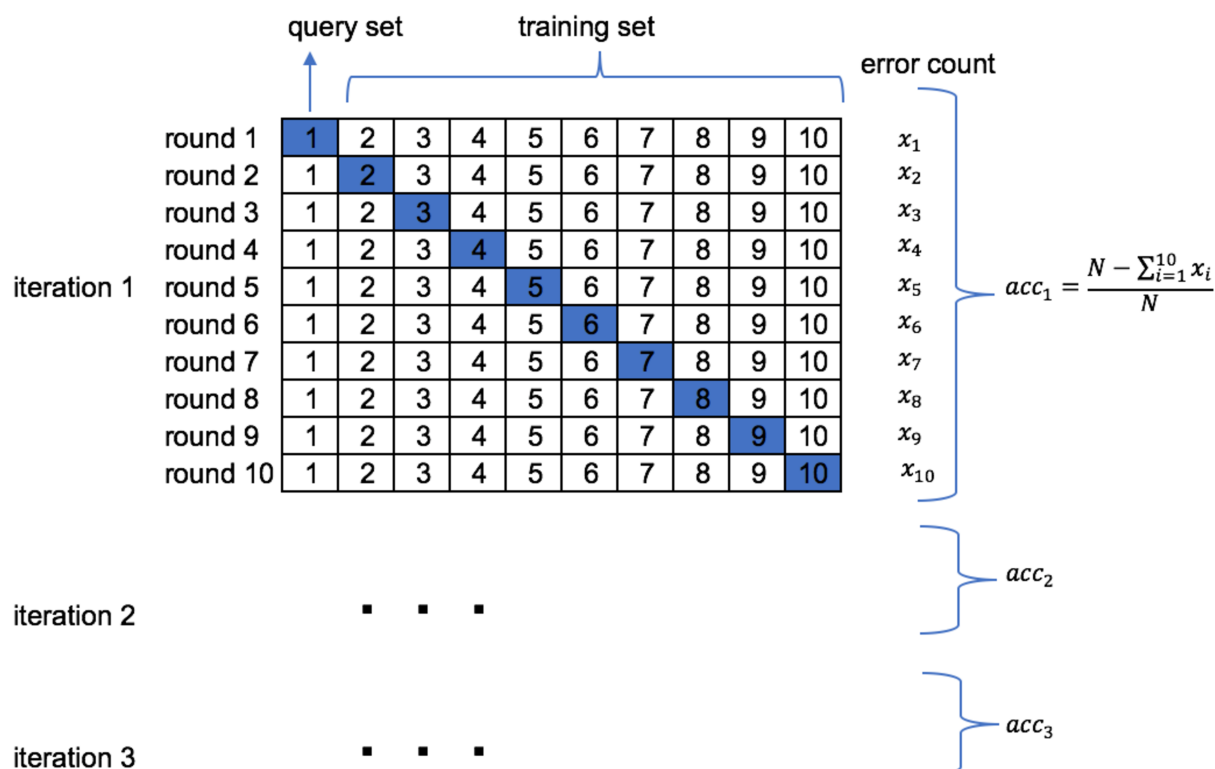 query set training set
error count
round 1 1 2 3 4 5 6 7 8 9 10 x₁
round 2 1 2 3 4 5 6 7 8 9 10 x₂
round 3 1 2 3 4 5 6 7 8 9 10 x₃
round 4 1 2 3 4 5 6 7 8 9 10 x₄
iteration 1 round 5 1 2 3 4 5 6 7 8 9 10 x₅ acc₁ = (N − ∑_{i=1}^{10} x_i) / N
round 6 1 2 3 4 5 6 7 8 9 10 x₆
round 7 1 2 3 4 5 6 7 8 9 10 x₇
round 8 1 2 3 4 5 6 7 8 9 10 x₈
round 9 1 2 3 4 5 6 7 8 9 10 x₉
round 10 1 2 3 4 5 6 7 8 9 10 x₁₀
acc₂
iteration 2 . . .
acc₃
iteration 3 . . .